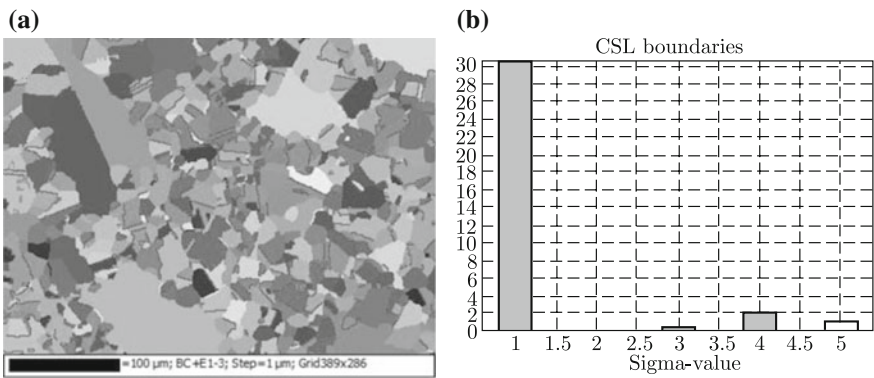 (a)
=100 µm; BC+E1-3; Step=1 µm; Grid389x286
(b)
CSL boundaries
30
28
26
24
22
20
18
16
14
12
10
8
6
4
2
0
1 1.5 2 2.5 3 3.5 4 4.5 5
Sigma-value